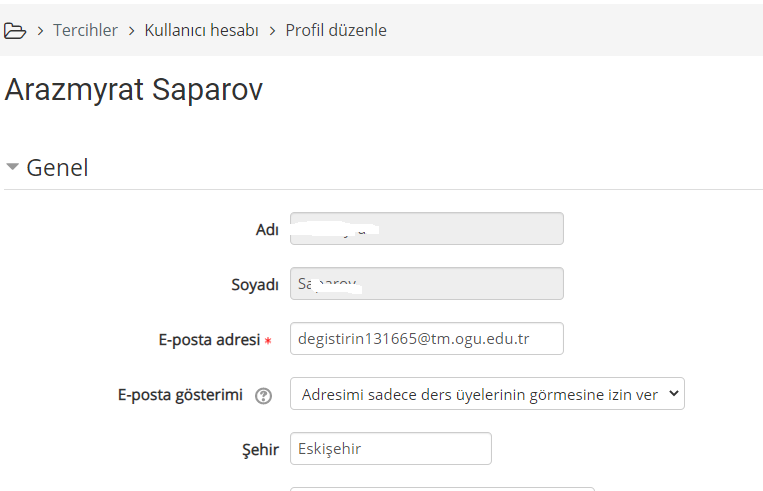 > Tercihler > Kullanıcı hesabı > Profil düzenle
Arazmyrat Saparov
Genel
Adı
Soyadı Saparov
E-posta adresi * degistirin131665@tm.ogu.edu.tr
E-posta gösterimi ? Adresimi sadece ders üyelerinin görmesine izin ver
Şehir Eskişehir